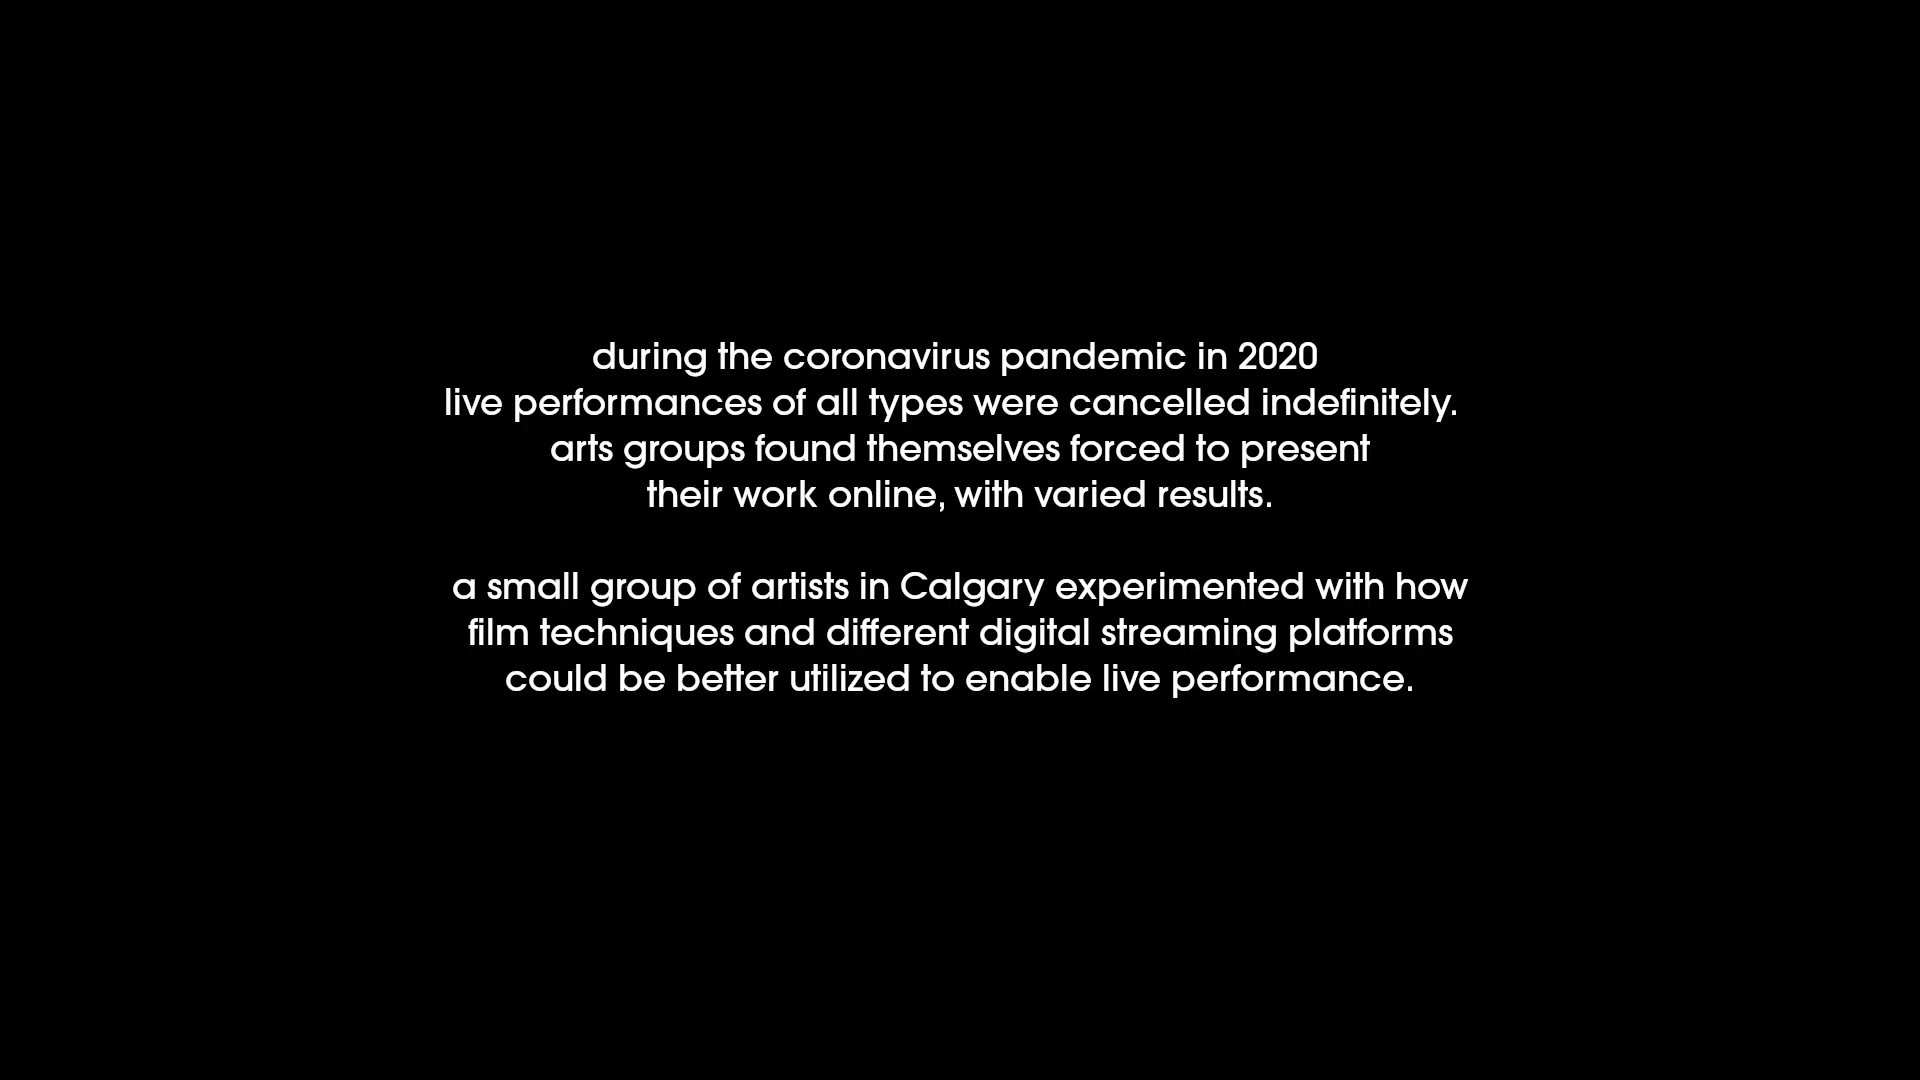 during the coronavirus pandemic in 2020
live performances of all types were cancelled indefinitely.
arts groups found themselves forced to present
their work online, with varied results.
a small group of artists in Calgary experimented with how
film techniques and different digital streaming platforms
could be better utilized to enable live performance.